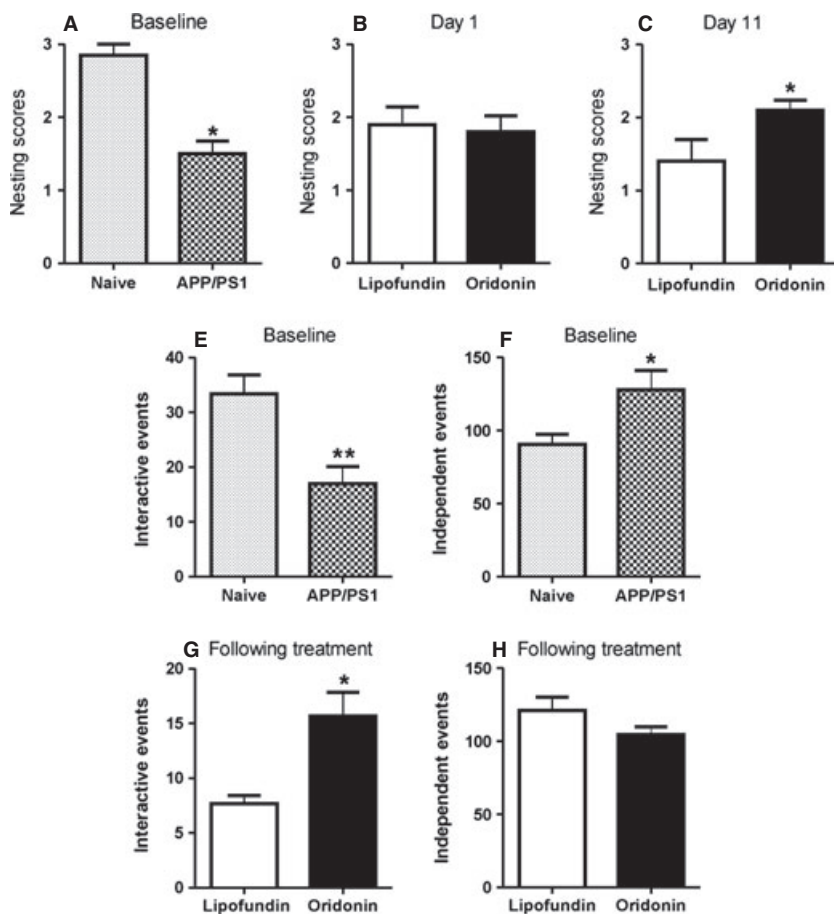 A Baseline
3
2
1
0
Nesting scores
*
Naive APP/PS1
B Day 1
3
2
1
0
Nesting scores
Lipofundin Oridonin
C Day 11
3
2
1
0
Nesting scores
*
Lipofundin Oridonin
E Baseline
40
30
20
10
0
Interactive events
**
Naive APP/PS1
F Baseline
150
100
50
0
Independent events
*
Naive APP/PS1
G Following treatment
20
15
10
5
0
Interactive events
*
Lipofundin Oridonin
H Following treatment
150
100
50
0
Independent events
Lipofundin Oridonin